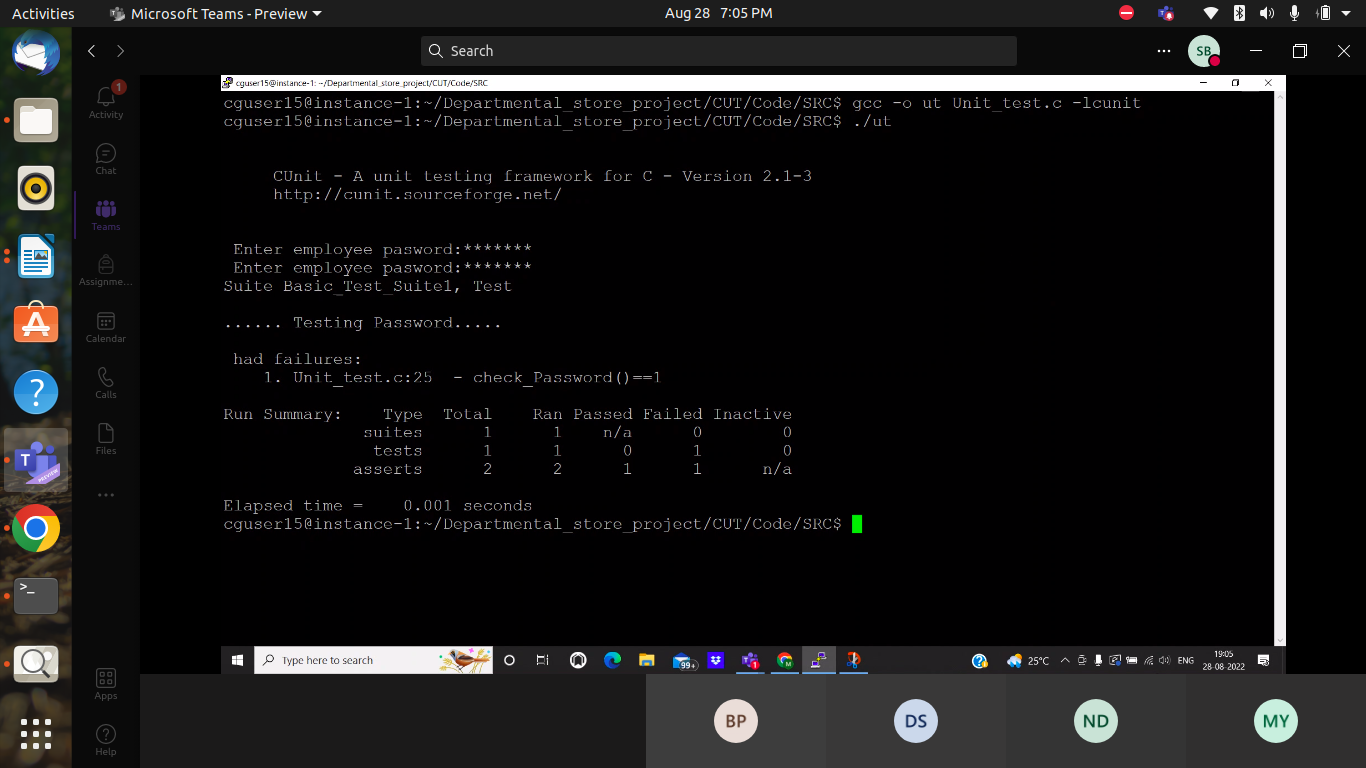 Activities
Microsoft Teams - Preview
Aug 28 7:05 PM
Search
SB
1
Activity
Chat
Teams
Assignme...
Calendar
Calls
Files
Apps
Help
cguser15@instance-1: ~/Departmental_store_project/CUT/Code/SRC
cguser15@instance-1:~/Departmental_store_project/CUT/Code/SRC$ gcc -o ut Unit_test.c -lcunit
cguser15@instance-1:~/Departmental_store_project/CUT/Code/SRC$ ./ut
CUnit - A unit testing framework for C - Version 2.1-3
http://cunit.sourceforge.net/
Enter employee pasword:*******
Enter employee pasword:*******
Suite Basic_Test_Suite1, Test
...... Testing Password.....
had failures:
1. Unit_test.c:25 - check_Password()==1
Run Summary: Type Total Ran Passed Failed Inactive
suites 1 1 n/a 0 0
tests 1 1 0 1 0
asserts 2 2 1 1 n/a
Elapsed time = 0.001 seconds
cguser15@instance-1:~/Departmental_store_project/CUT/Code/SRC$
Type here to search
99+
25°C
ENG
19:05
28-08-2022
BP
DS
ND
MY